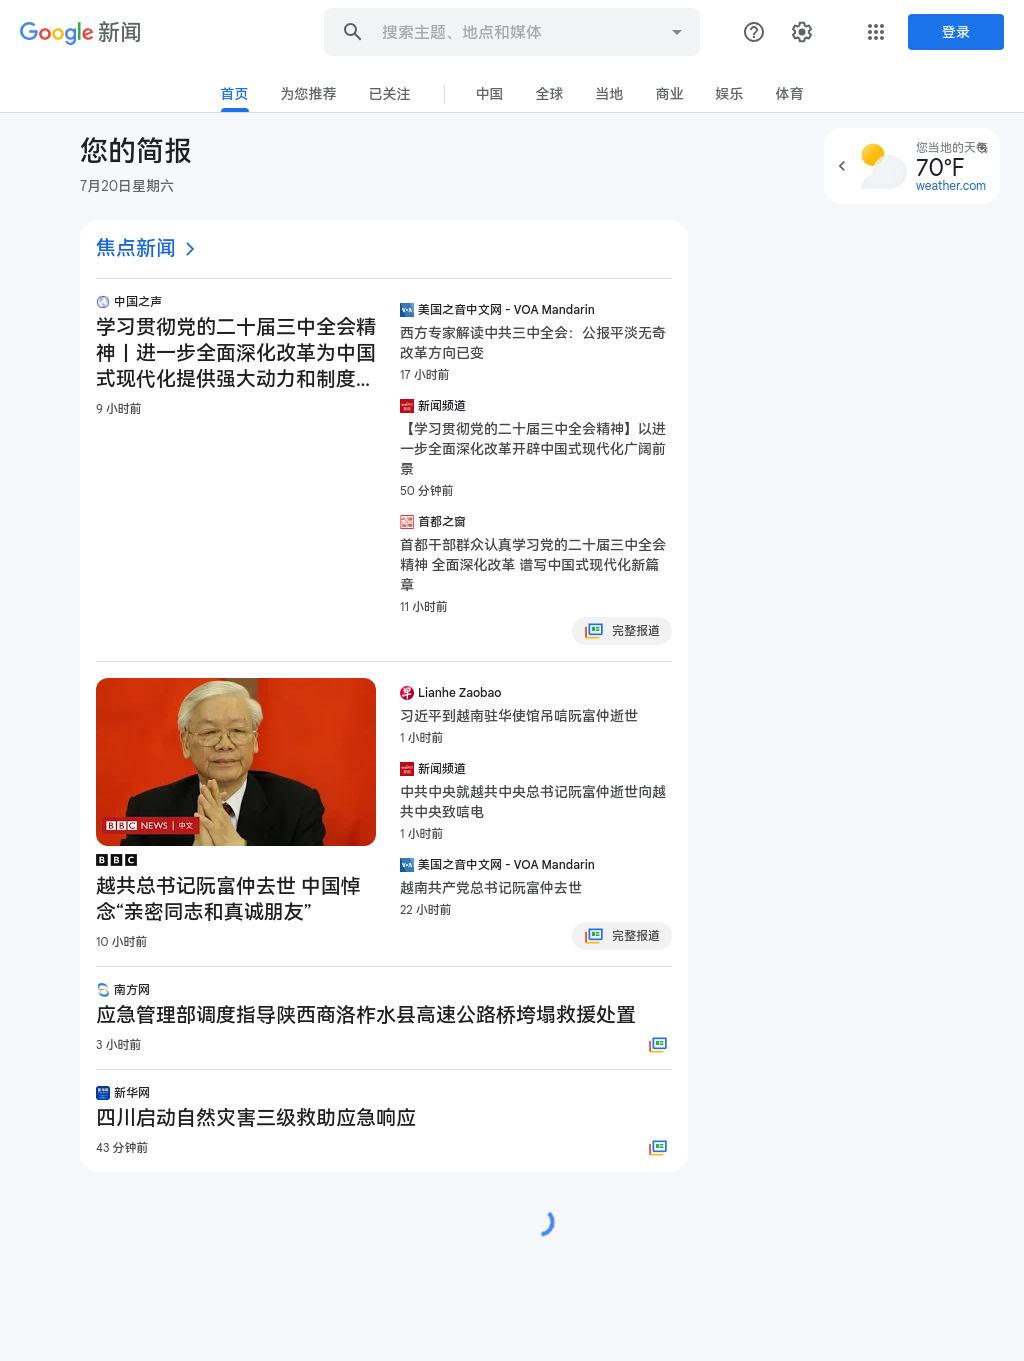 Google 新闻
搜索主题、地点和媒体
登录
首页
为您推荐
已关注
中国
全球
当地
商业
娱乐
体育
您的简报
7月20日星期六
您当地的天气
70°F
weather.com
焦点新闻
中国之声
学习贯彻党的二十届三中全会精
神丨进一步全面深化改革为中国
式现代化提供强大动力和制度...
9 小时前
美国之音中文网 - VOA Mandarin
西方专家解读中共三中全会：公报平淡无奇
改革方向已变
17 小时前
新闻频道
【学习贯彻党的二十届三中全会精神】以进
一步全面深化改革开辟中国式现代化广阔前
景
50 分钟前
首都之窗
首都干部群众认真学习党的二十届三中全会
精神 全面深化改革 谱写中国式现代化新篇
章
11 小时前
完整报道
BBC NEWS | 中文
BBC
越共总书记阮富仲去世 中国悼
念“亲密同志和真诚朋友”
10 小时前
Lianhe Zaobao
习近平到越南驻华使馆吊唁阮富仲逝世
1 小时前
新闻频道
中共中央就越共中央总书记阮富仲逝世向越
共中央致唁电
1 小时前
美国之音中文网 - VOA Mandarin
越南共产党总书记阮富仲去世
22 小时前
完整报道
南方网
应急管理部调度指导陕西商洛柞水县高速公路桥垮塌救援处置
3 小时前
新华网
四川启动自然灾害三级救助应急响应
43 分钟前